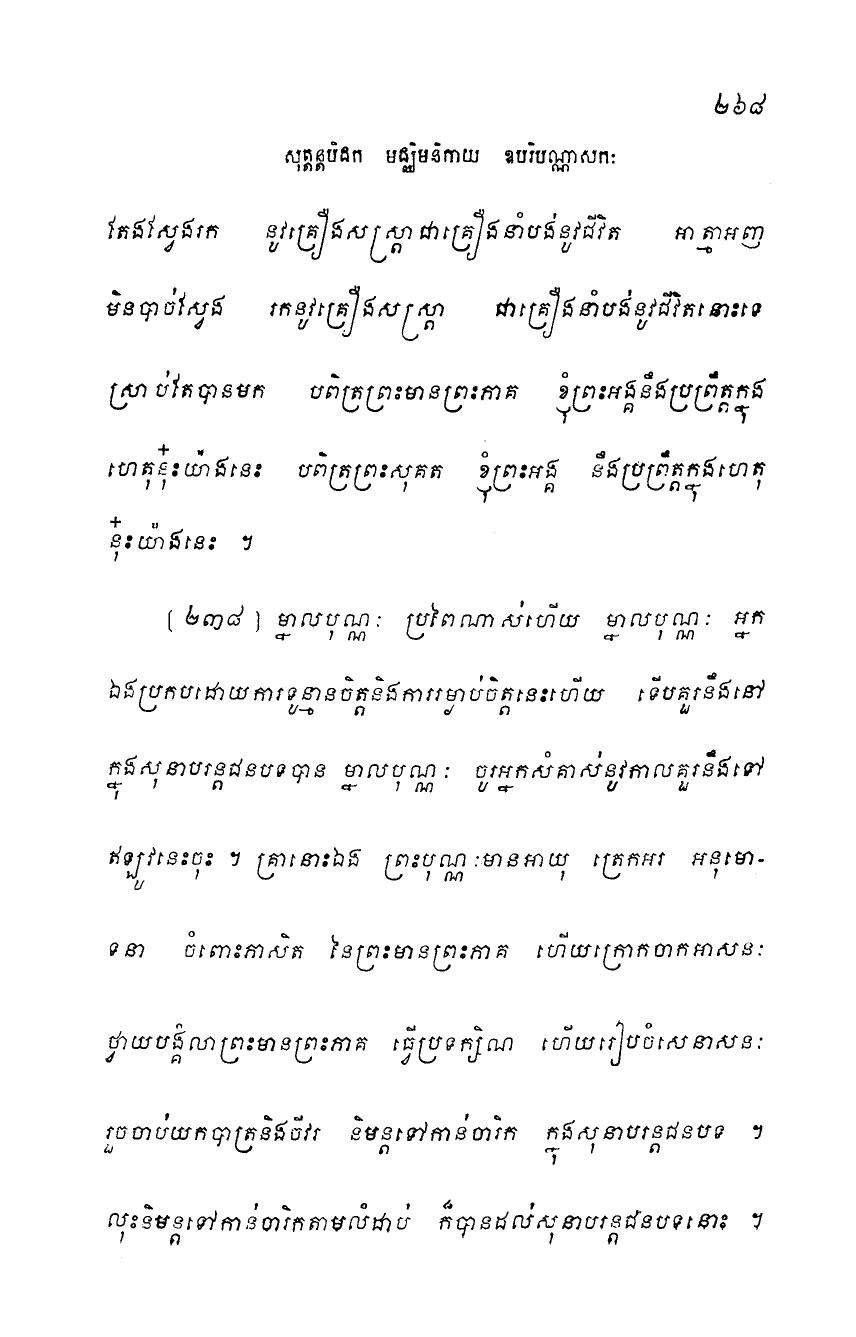 ២៦៨
សុត្តន្តបិដក មជ្ឈិមនិកាយ ឧបរិបណ្ណាសកៈ
តែងស្វែងរក នូវគ្រឿងសស្ត្រាជាគ្រឿងនាំបង់នូវជីវិត អាត្មាអញ
មិនបាច់ស្វែង រកនូវគ្រឿងសស្ត្រា ជាគ្រឿងនាំបង់នូវជីវិតនោះទេ
ស្រាប់តែបានមក បពិត្រព្រះមានព្រះភាគ ខ្ញុំព្រះអង្គនឹងប្រព្រឹត្តក្នុង
ហេតុនុ៎ះយ៉ាងនេះ បពិត្រព្រះសុគត ខ្ញុំព្រះអង្គ នឹងប្រព្រឹត្តក្នុងហេតុ
នុ៎ះយ៉ាងនេះ ។
[២៣៨] ម្នាលបុណ្ណៈ ប្រពៃណាស់ហើយ ម្នាលបុណ្ណៈ អ្នក
ឯងប្រកបដោយការទូន្មានចិត្តនិងការរម្ងាប់ចិត្តនេះហើយ ទើបគួរនឹងនៅ
ក្នុងសុនាបរន្តជនបទបាន ម្នាលបុណ្ណៈ ចូរអ្នកសំគាល់នូវកាលគួរនឹងទៅ
ឥឡូវនេះចុះ ។ គ្រានោះឯង ព្រះបុណ្ណៈមានអាយុ ត្រេកអរ អនុមោ-
ទនា ចំពោះភាសិត នៃព្រះមានព្រះភាគ ហើយក្រោកចាកអាសនៈ
ថ្វាយបង្គំលាព្រះមានព្រះភាគ ធ្វើប្រទក្សិណ ហើយរៀបចំសេនាសនៈ
រួចចាប់យកបាត្រនិងចីវរ និមន្តទៅកាន់ចារិក ក្នុងសុនាបរន្តជនបទ ។
លុះនិមន្តទៅកាន់ចារិកតាមលំដាប់ ក៏បានដល់សុនាបរន្តជនបទនោះ ។